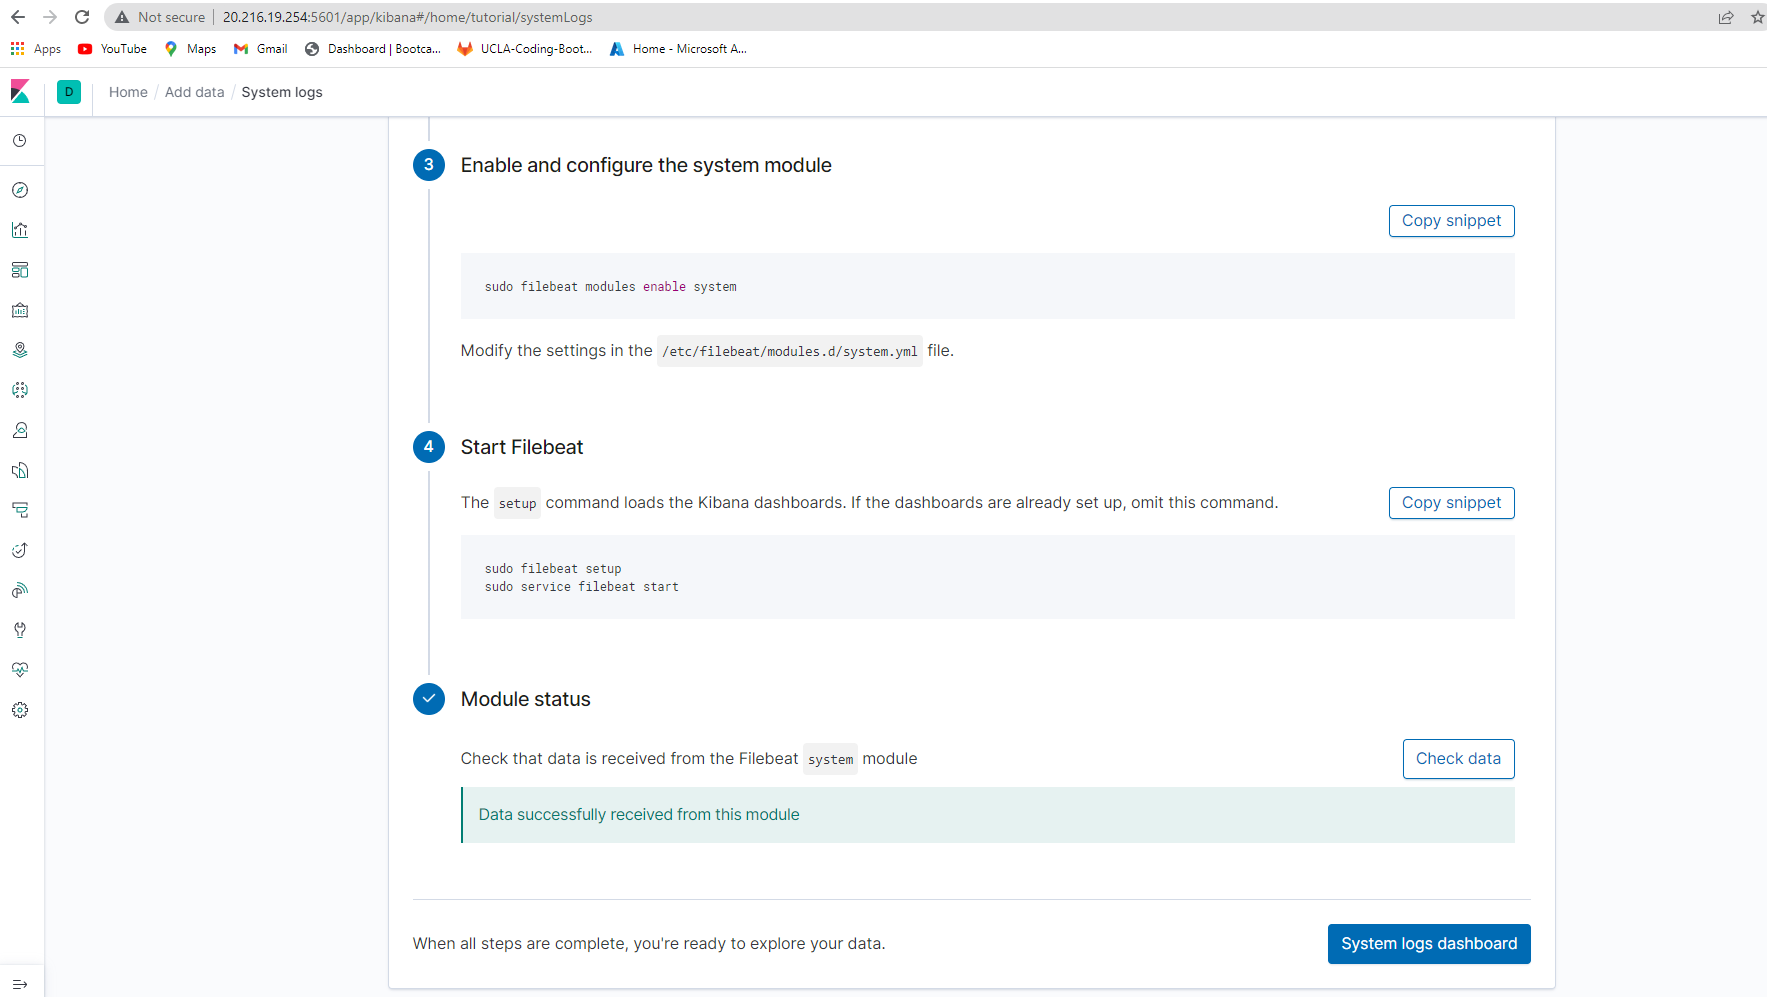 Not secure 20.216.19.254:5601/app/kibana#/home/tutorial/systemLogs
Apps YouTube Maps Gmail Dashboard | Bootca... UCLA-Coding-Boot... Home - Microsoft A...
D Home / Add data / System logs
3 Enable and configure the system module
Copy snippet
sudo filebeat modules enable system
Modify the settings in the /etc/filebeat/modules.d/system.yml file.
4 Start Filebeat
The setup command loads the Kibana dashboards. If the dashboards are already set up, omit this command.
Copy snippet
sudo filebeat setup
sudo service filebeat start
Module status
Check that data is received from the Filebeat system module
Check data
Data successfully received from this module
When all steps are complete, you're ready to explore your data.
System logs dashboard